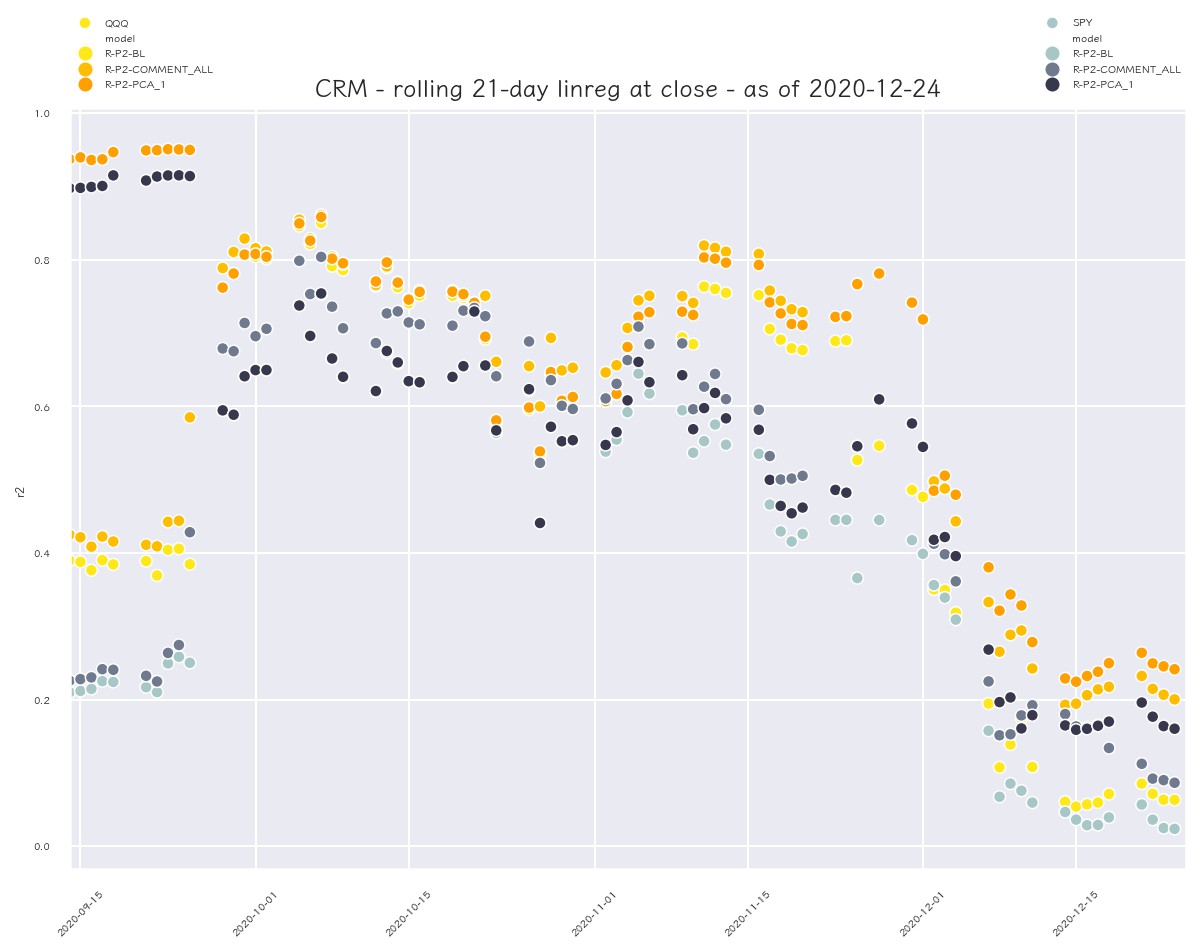 QQQ
model
R-P2-BL
R-P2-COMMENT_ALL
R-P2-PCA_1
SPY
model
R-P2-BL
R-P2-COMMENT_ALL
R-P2-PCA_1
CRM - rolling 21-day linreg at close - as of 2020-12-24
1.0
0.8
0.6
r2
0.4
0.2
0.0
2020-09-15
2020-10-01
2020-10-15
2020-11-01
2020-11-15
2020-12-01
2020-12-15